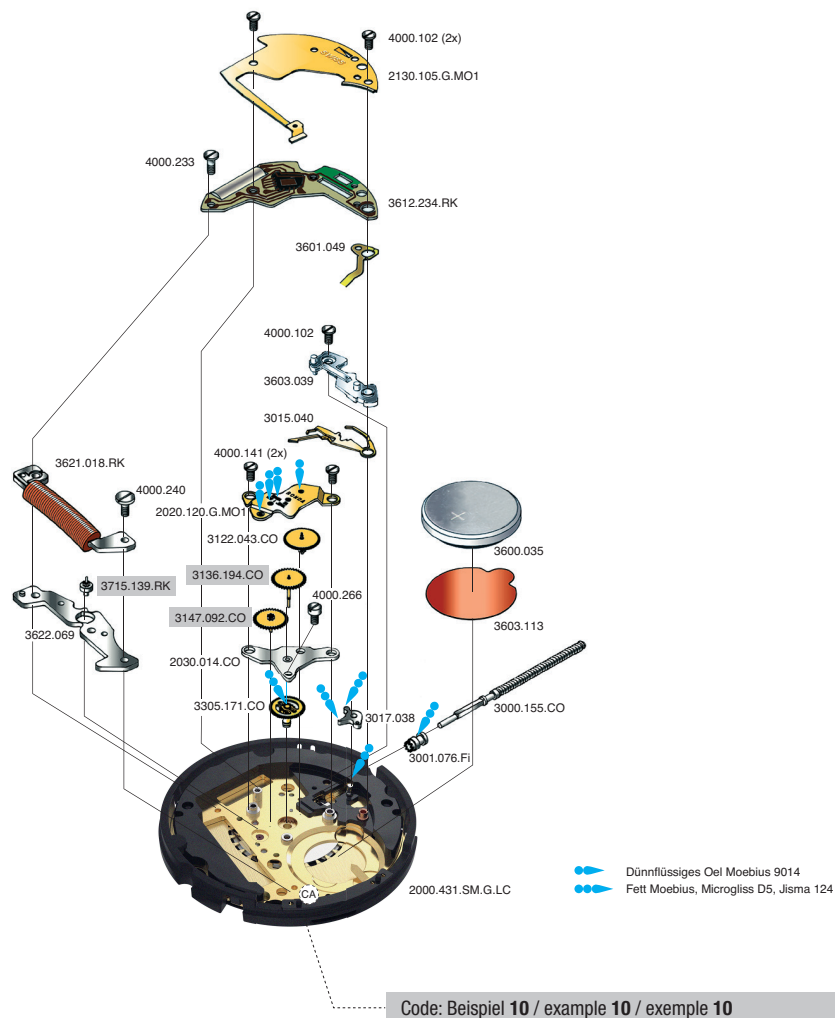 4000.102 (2x)
2130.105.G.MO1
4000.233
3612.234.RK
3601.049
4000.102
3603.039
3015.040
4000.141 (2x)
3621.018.RK
4000.240
2020.120.G.MO1
3122.043.CO
3600.035
3136.194.CO
3715.139.RK
4000.266
3147.092.CO
3603.113
3622.069
2030.014.CO
3305.171.CO
3017.038
3000.155.CO
3001.076.Fi
2000.431.SM.G.LC
CA
Dünnflüssiges Oel Moebius 9014
Fett Moebius, Microgliss D5, Jisma 124
Code: Beispiel 10 / example 10 / exemple 10